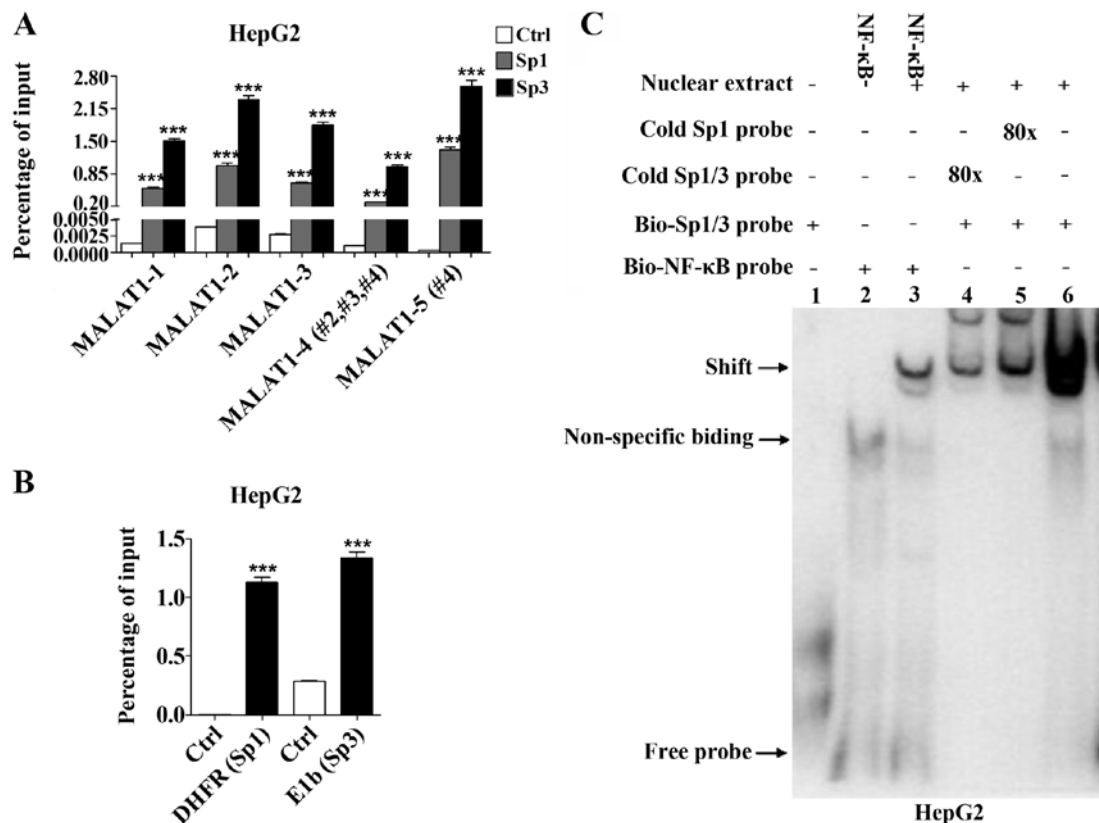 A
HepG2
Ctrl
Sp1
Sp3
Percentage of input
2.80
2.15
1.50
0.85
0.20
0.0050
0.0025
0.0000
***
***
***
***
***
***
***
***
***
***
MALAT1-1
MALAT1-2
MALAT1-3
MALAT1-4 (#2,#3,#4)
MALAT1-5 (#4)
B
HepG2
Percentage of input
1.5
1.0
0.5
0.0
***
***
Ctrl
DHFR (Sp1)
Ctrl
E1b (Sp3)
C
NF-κB-
NF-κB+
Nuclear extract - + + +
Cold Sp1 probe - - - - 80x -
Cold Sp1/3 probe - - - 80x - -
Bio-Sp1/3 probe + - - + + +
Bio-NF-κB probe - + + - - -
1 2 3 4 5 6
Shift
Non-specific biding
Free probe
HepG2